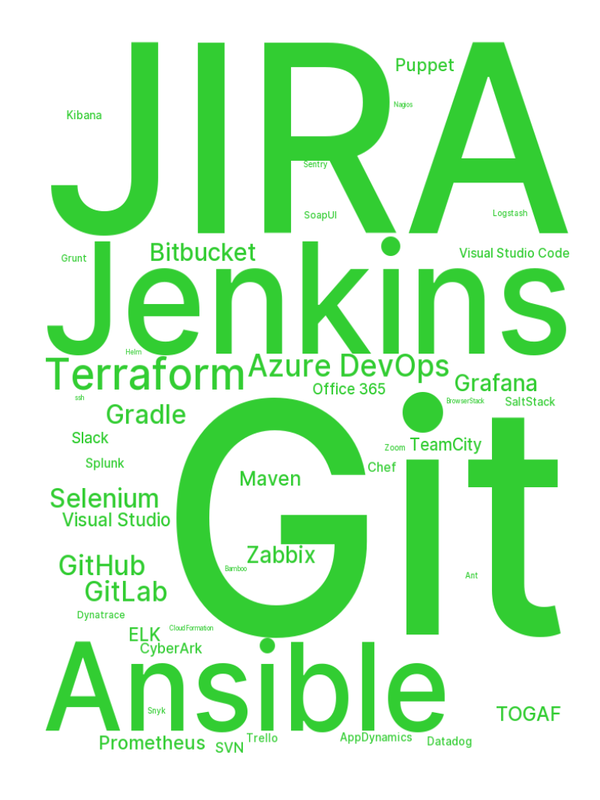 JIRA
Puppet
Nagios
Kibana
Sentry
SoapUI
Logstash
Jenkins
Grunt
Bitbucket
Visual Studio Code
Helm
Terraform
Azure DevOps
Office 365
Grafana
ssh
BrowserStack
SaltStack
Gradle
Git
Slack
Zoom
TeamCity
Splunk
Chef
Maven
Selenium
Visual Studio
Zabbix
Bamboo
GitHub
Ant
GitLab
Dynatrace
CloudFormation
ELK
CyberArk
Ansible
Snyk
TOGAF
Prometheus
SVN
Trello
AppDynamics
Datadog